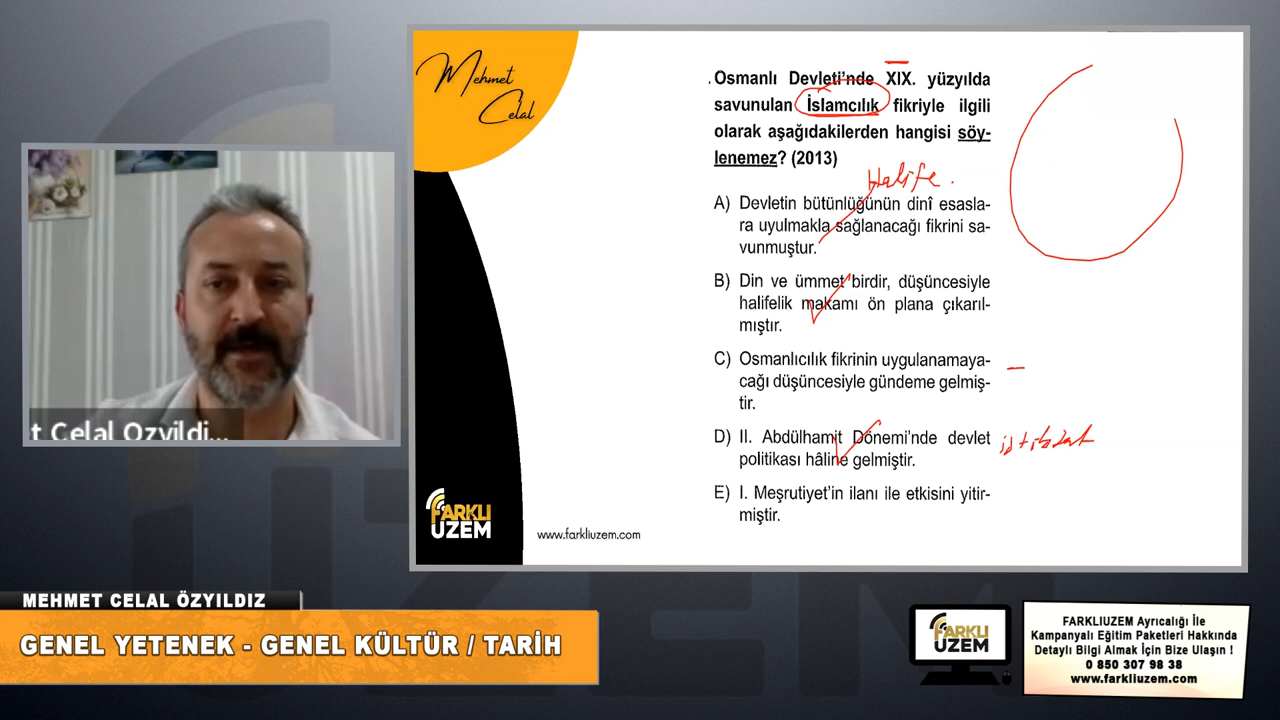 Mehmet
Celal
.Osmanlı Devleti'nde XIX. yüzyılda
savunulan İslamcılık fikriyle ilgili
olarak aşağıdakilerden hangisi söy-
lenemez? (2013)
Halife.
A) Devletin bütünlüğünün dinî esasla-
ra uyulmakla sağlanacağı fikrini sa-
vunmuştur.
B) Din ve ümmet birdir, düşüncesiyle
halifelik makamı ön plana çıkarıl-
mıştır.
C) Osmanlıcılık fikrinin uygulanamaya-
cağı düşüncesiyle gündeme gelmiş-
tir.
D) II. Abdülhamit Dönemi'nde devlet
politikası hâline gelmiştir.
istibdat
E) I. Meşrutiyet'in ilanı ile etkisini yitir-
miştir.
t Celal Ozyildi...
FARKLI
UZEM
www.farkliuzem.com
MEHMET CELAL ÖZYILDIZ
GENEL YETENEK - GENEL KÜLTÜR / TARİH
FARKLI
UZEM
FARKLIUZEM Ayrıcalığı İle
Kampanyalı Eğitim Paketleri Hakkında
Detaylı Bilgi Almak İçin Bize Ulaşın !
0 850 307 98 38
www.farkliuzem.com
ÜZEM